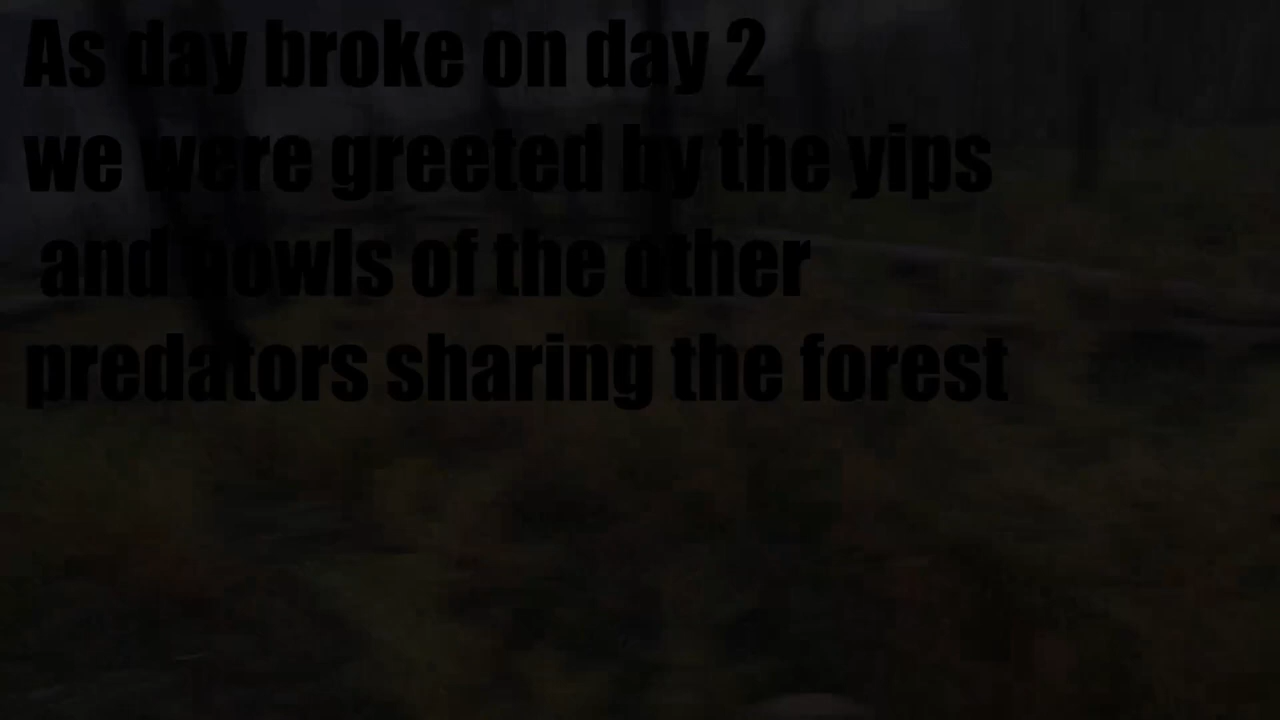 As day broke on day 2
we were greeted by the yips
and howls of the other
predators sharing the forest